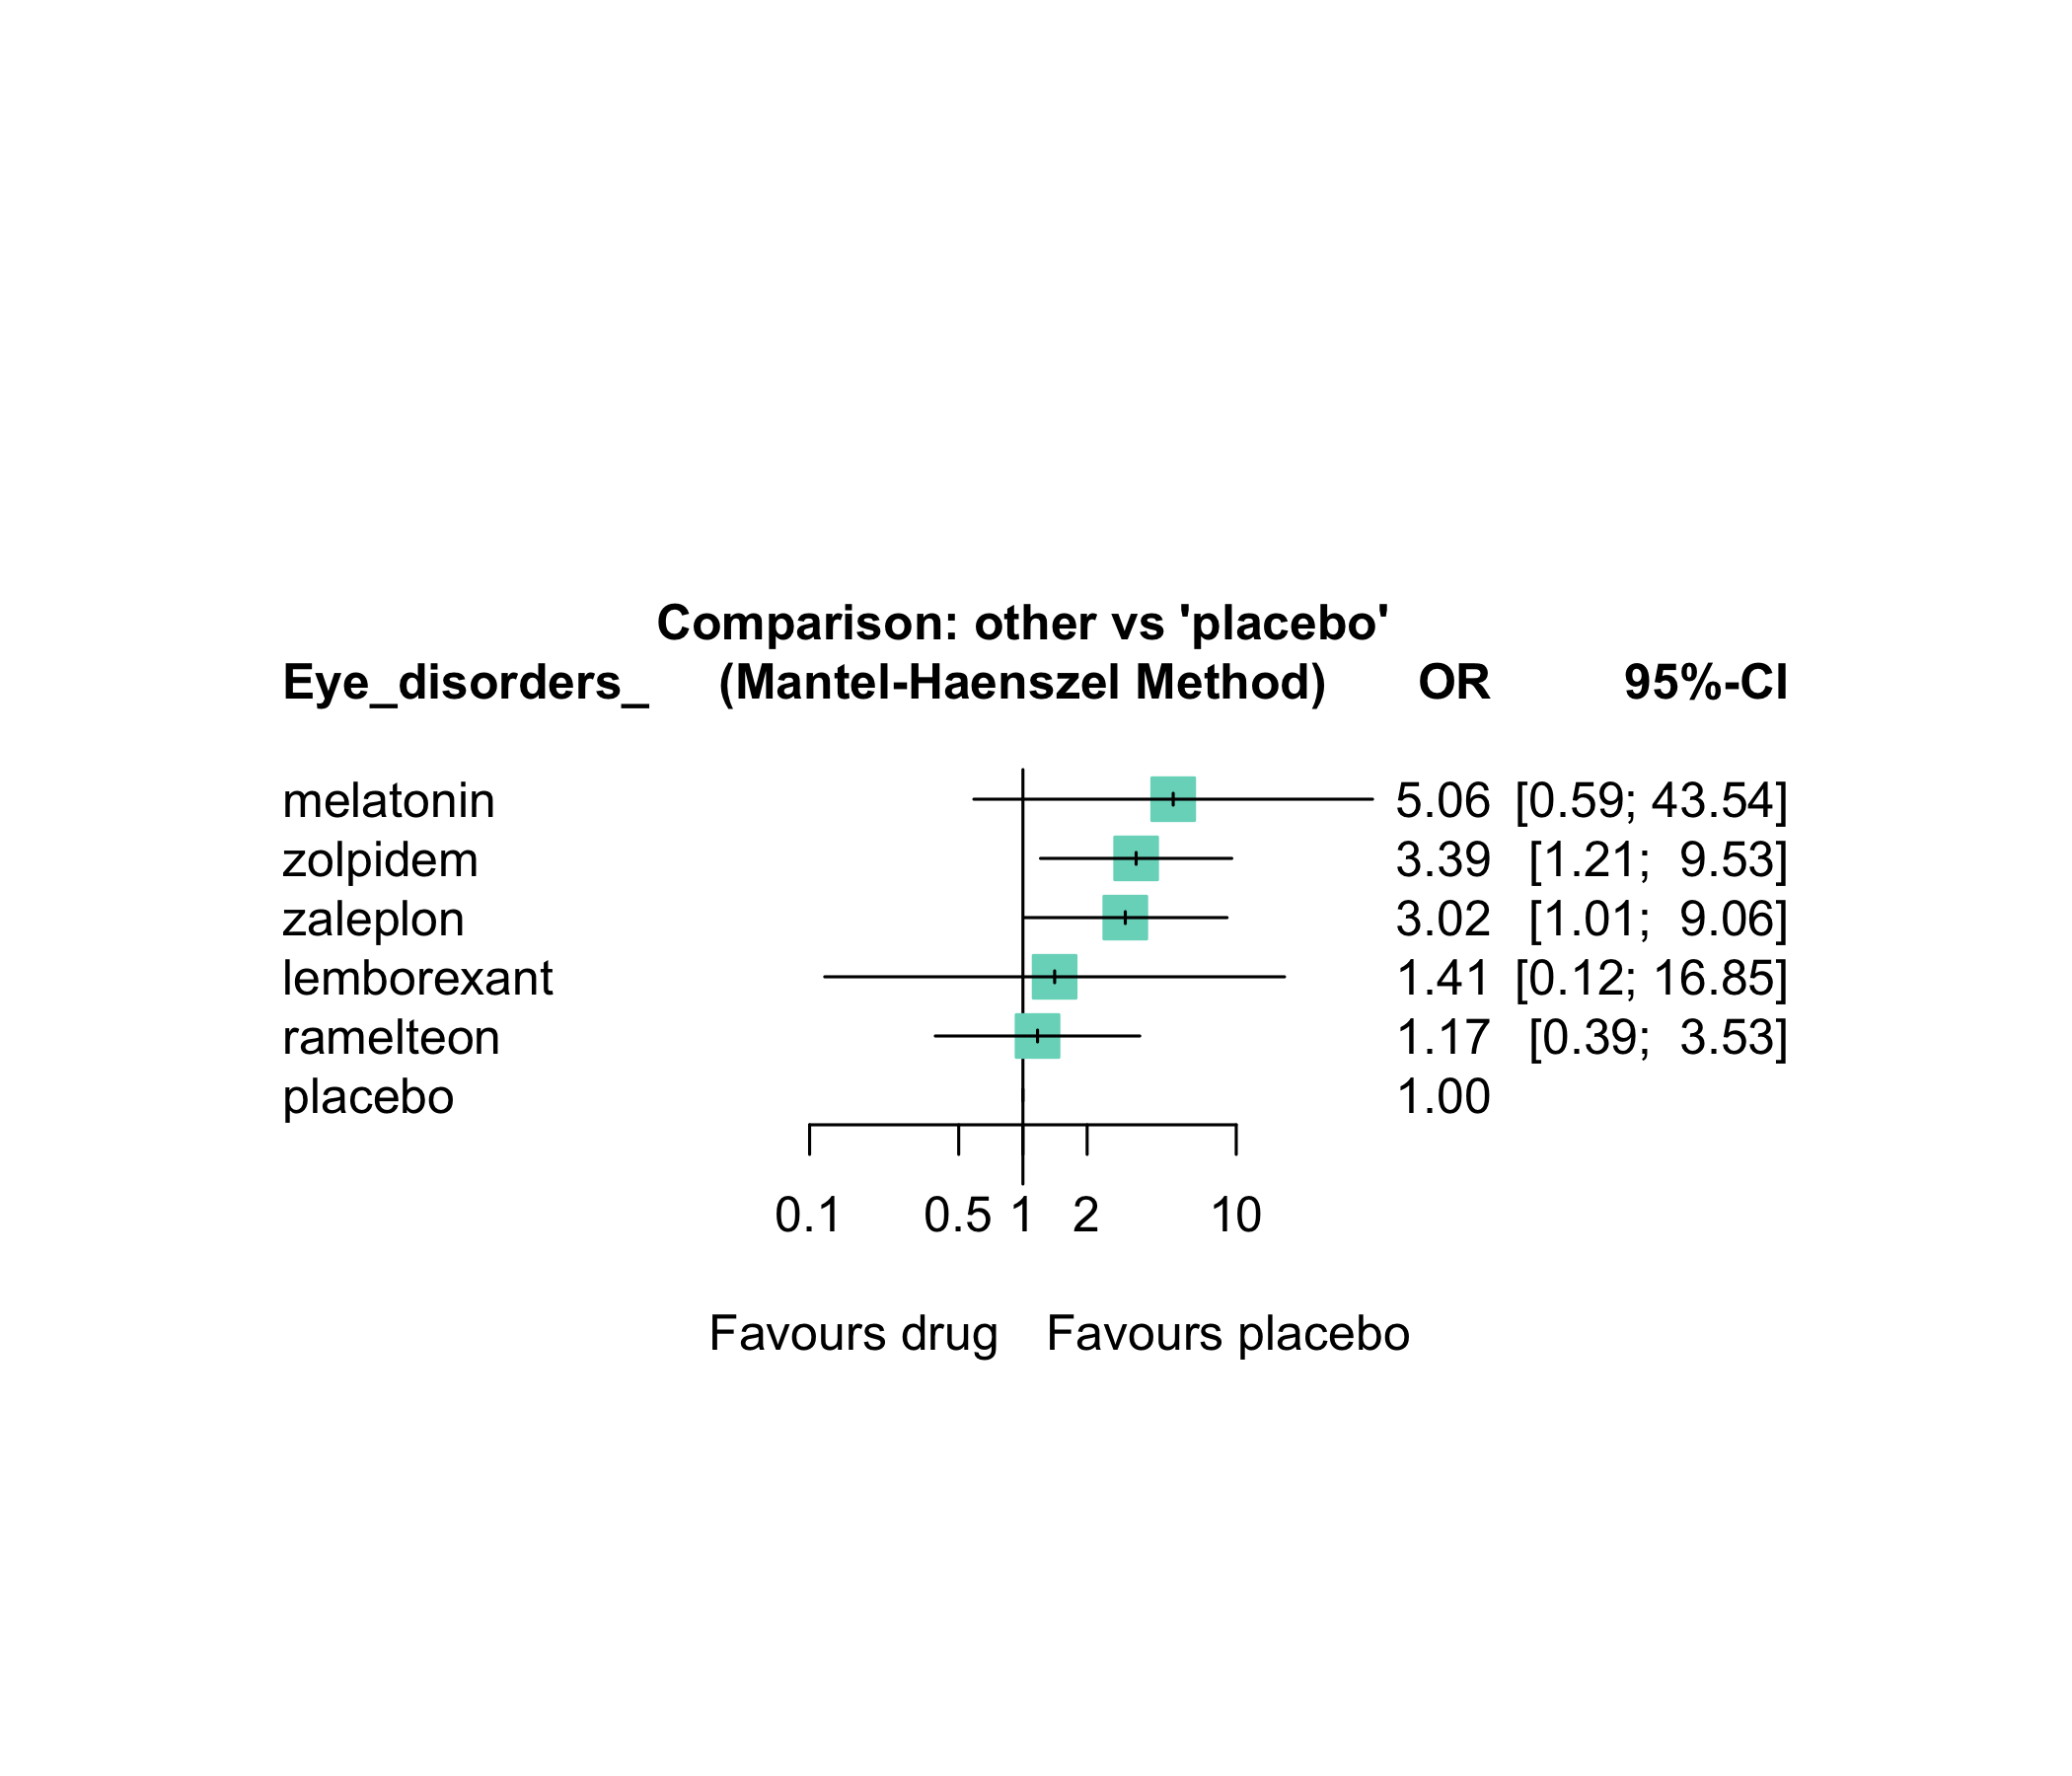 Comparison: other vs 'placebo'
Eye_disorders_ (Mantel-Haenszel Method) OR 95%-CI
melatonin 5.06 [0.59; 43.54]
zolpidem 3.39 [1.21; 9.53]
zaleplon 3.02 [1.01; 9.06]
lemborexant 1.41 [0.12; 16.85]
ramelteon 1.17 [0.39; 3.53]
placebo 1.00
0.1 0.5 1 2 10
Favours drug Favours placebo